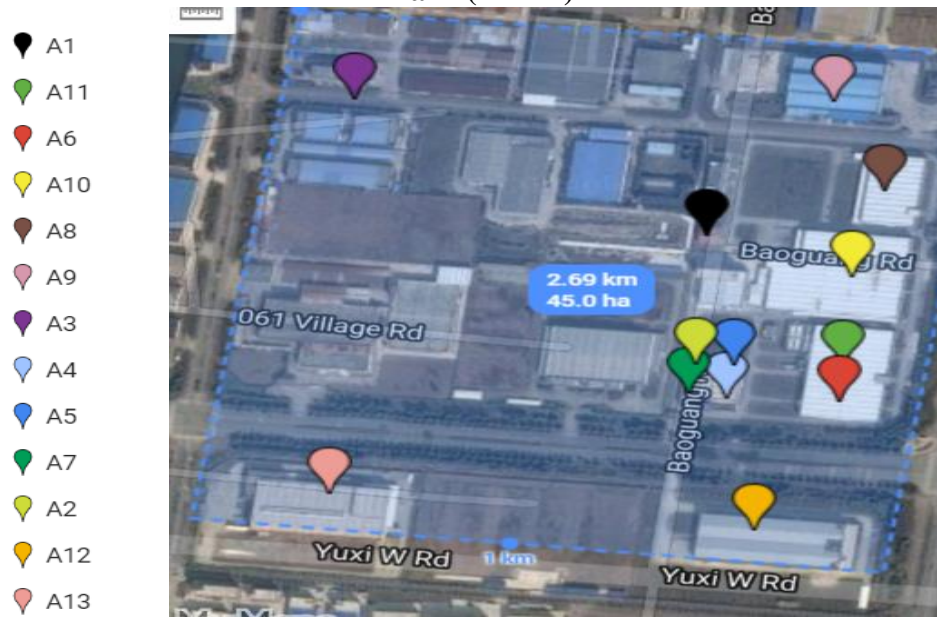 A1
A11
A6
A10
A8
A9
A3
A4
A5
A7
A2
A12
A13
Baoguang Rd
2.69 km
45.0 ha
061 Village Rd
Yuxi W Rd
1 km
Yuxi W Rd